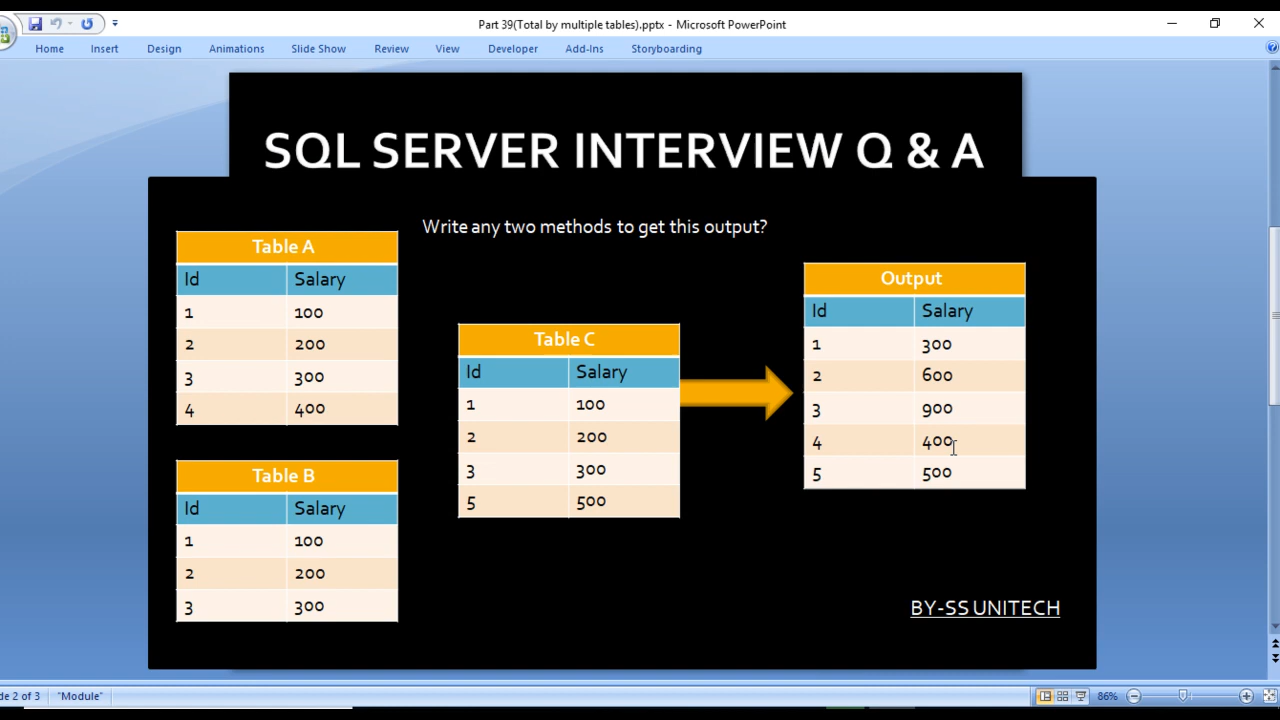 Part 39(Total by multiple tables).pptx - Microsoft PowerPoint
Home Insert Design Animations Slide Show Review View Developer Add-Ins Storyboarding
SQL SERVER INTERVIEW Q & A
Write any two methods to get this output?
Table A
Id Salary
1 100
2 200
3 300
4 400
Table B
Id Salary
1 100
2 200
3 300
Table C
Id Salary
1 100
2 200
3 300
5 500
Output
Id Salary
1 300
2 600
3 900
4 400
5 500
BY-SS UNITECH
de 2 of 3 "Module" 86%